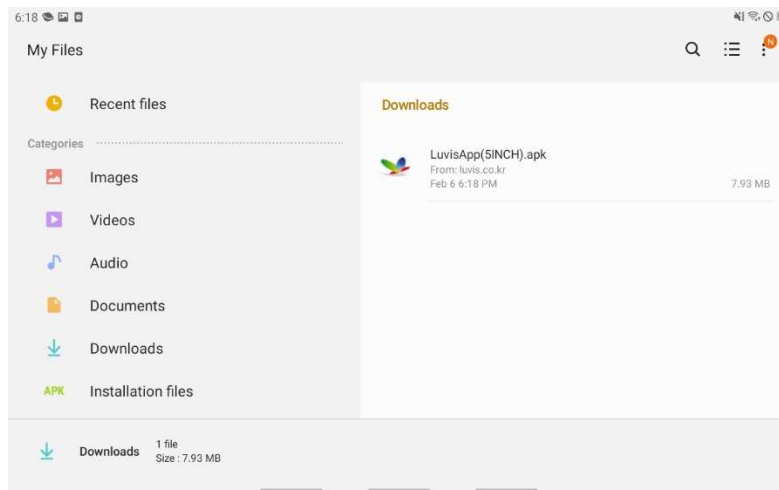 6:18
My Files
N
Recent files
Categories
Images
Videos
Audio
Documents
Downloads
APK Installation files
Downloads
LuvisApp(5INCH).apk
From: luvis.co.kr
Feb 6 6:18 PM
7.93 MB
Downloads
1 file
Size : 7.93 MB